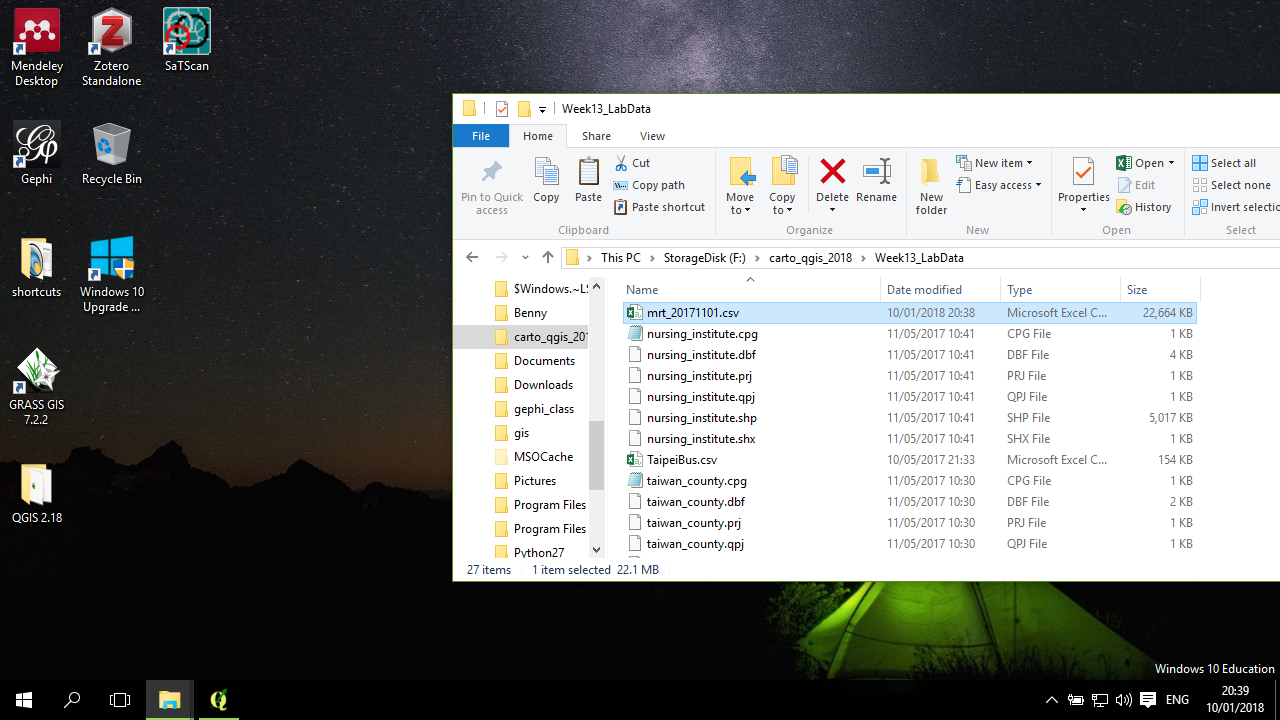 Mendeley
Desktop
Zotero
Standalone
SaTScan
Gephi
Recycle Bin
shortcuts
Windows 10
Upgrade ...
GRASS GIS
7.2.2
QGIS 2.18
Week13_LabData
File
Home
Share
View
Pin to Quick
access
Copy
Paste
Cut
Copy path
Paste shortcut
Clipboard
Move
to
Copy
to
Delete
Rename
Organize
New
folder
New item
Easy access
New
Properties
Open
Edit
History
Open
Select all
Select none
Invert selectio
Select
This PC
StorageDisk (F:)
carto_qgis_2018
Week13_LabData
$Windows.~LS
Benny
carto_qgis_201
Documents
Downloads
gephi_class
gis
MSOCache
Pictures
Program Files
Program Files
Python27
Name Date modified Type Size
mrt_20171101.csv 10/01/2018 20:38 Microsoft Excel C... 22,664 KB
nursing_institute.cpg 11/05/2017 10:41 CPG File 1 KB
nursing_institute.dbf 11/05/2017 10:41 DBF File 4 KB
nursing_institute.prj 11/05/2017 10:41 PRJ File 1 KB
nursing_institute.qpj 11/05/2017 10:41 QPJ File 1 KB
nursing_institute.shp 11/05/2017 10:41 SHP File 5,017 KB
nursing_institute.shx 11/05/2017 10:41 SHX File 1 KB
TaipeiBus.csv 10/05/2017 21:33 Microsoft Excel C... 154 KB
taiwan_county.cpg 11/05/2017 10:30 CPG File 1 KB
taiwan_county.dbf 11/05/2017 10:30 DBF File 2 KB
taiwan_county.prj 11/05/2017 10:30 PRJ File 1 KB
taiwan_county.qpj 11/05/2017 10:30 QPJ File 1 KB
27 items 1 item selected 22.1 MB
Windows 10 Education
ENG
20:39
10/01/2018